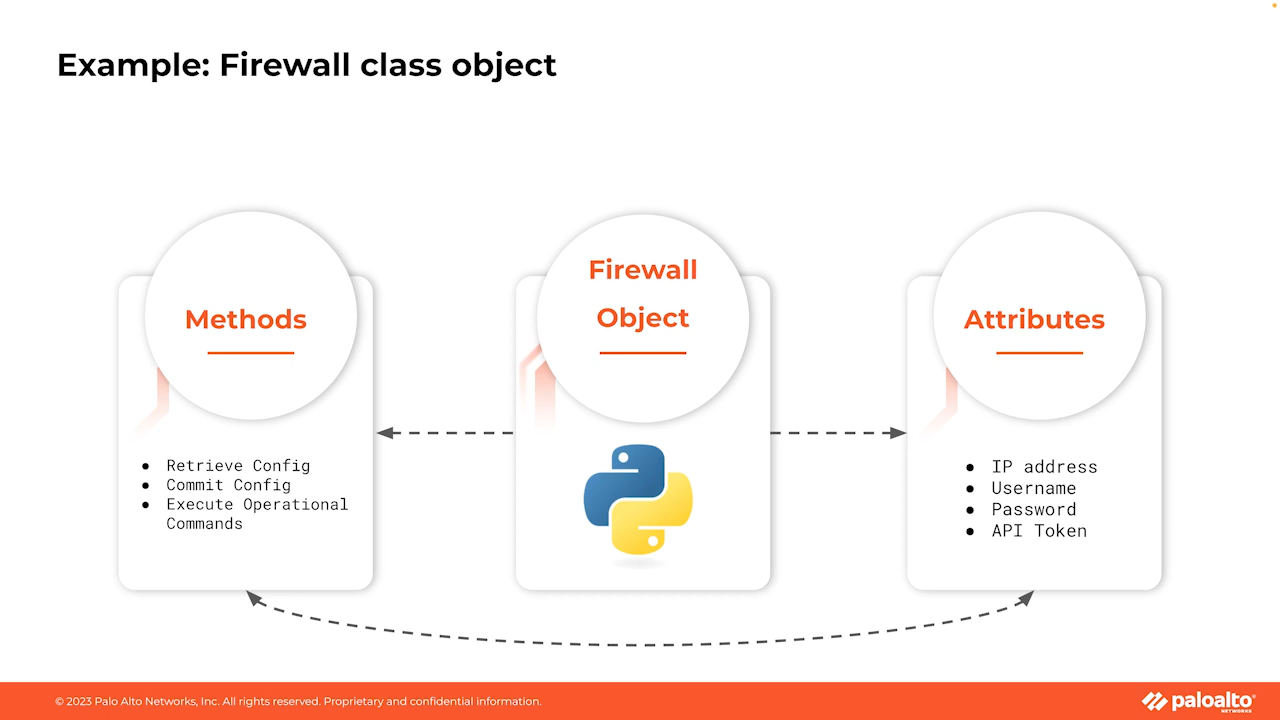 Example: Firewall class object
Methods
● Retrieve Config
● Commit Config
● Execute Operational
Commands
Firewall
Object
Attributes
● IP address
● Username
● Password
● API Token
© 2023 Palo Alto Networks, Inc. All rights reserved. Proprietary and confidential information.
paloalto
NETWORKS